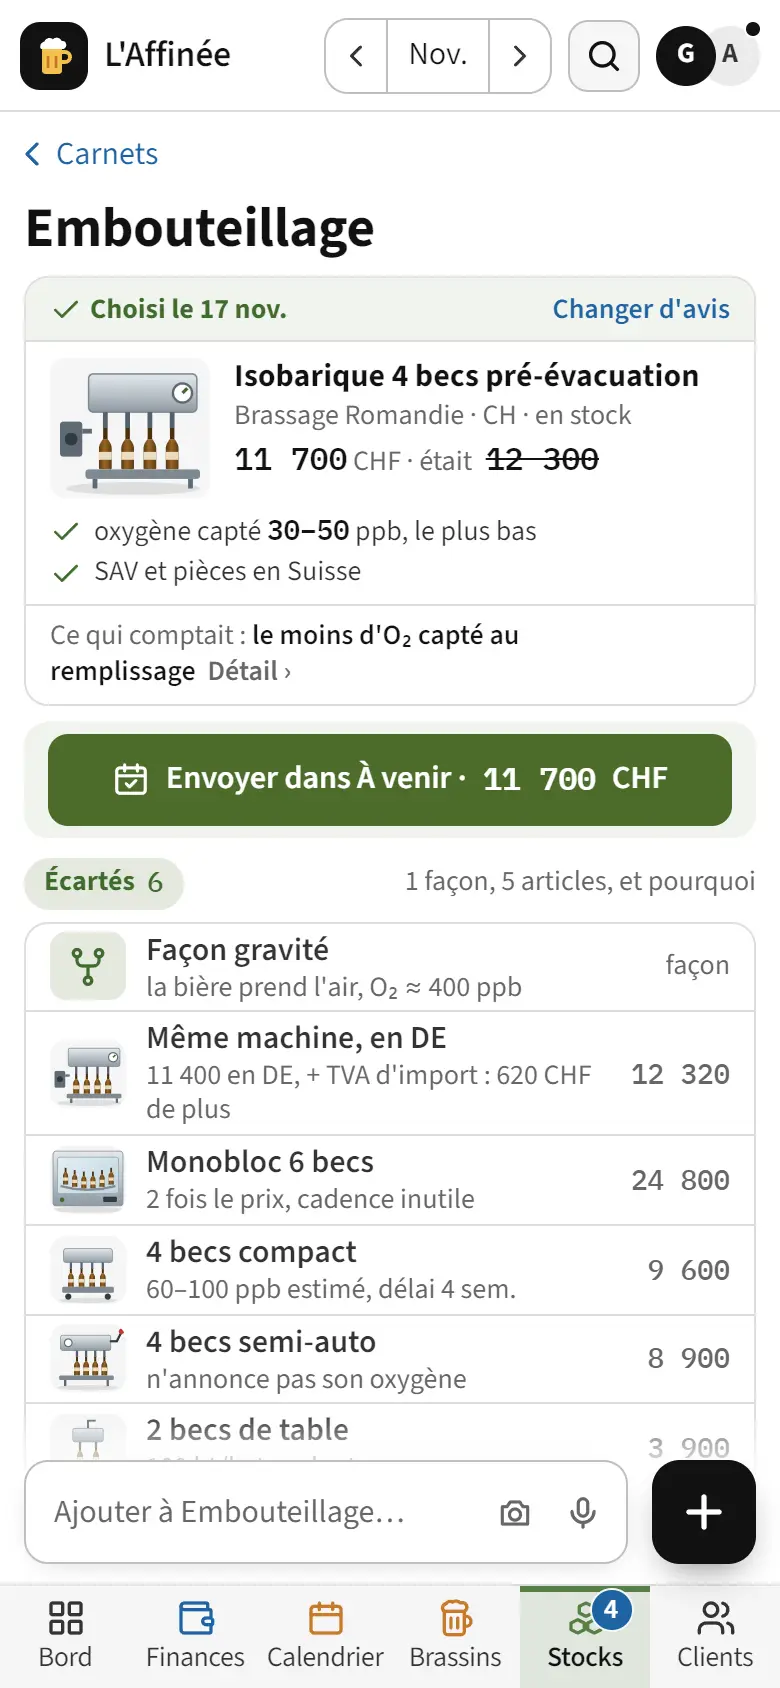 L'Affinée
Nov.
G
A
Carnets
Embouteillage
Choisi le 17 nov.
Changer d'avis
Isobarique 4 becs pré-évacuation
Brassage Romandie · CH · en stock
11 700 CHF · était 12 300
oxygène capté 30–50 ppb, le plus bas
SAV et pièces en Suisse
Ce qui comptait : le moins d'O₂ capté au
remplissage Détail ›
Envoyer dans À venir · 11 700 CHF
Écartés 6
1 façon, 5 articles, et pourquoi
Façon gravité
la bière prend l'air, O₂ ≈ 400 ppb
façon
Même machine, en DE
11 400 en DE, + TVA d'import : 620 CHF
de plus
12 320
Monobloc 6 becs
2 fois le prix, cadence inutile
24 800
4 becs compact
60–100 ppb estimé, délai 4 sem.
9 600
4 becs semi-auto
n'annonce pas son oxygène
8 900
2 becs de table
3 900
Ajouter à Embouteillage…
4
Bord
Finances
Calendrier
Brassins
Stocks
Clients